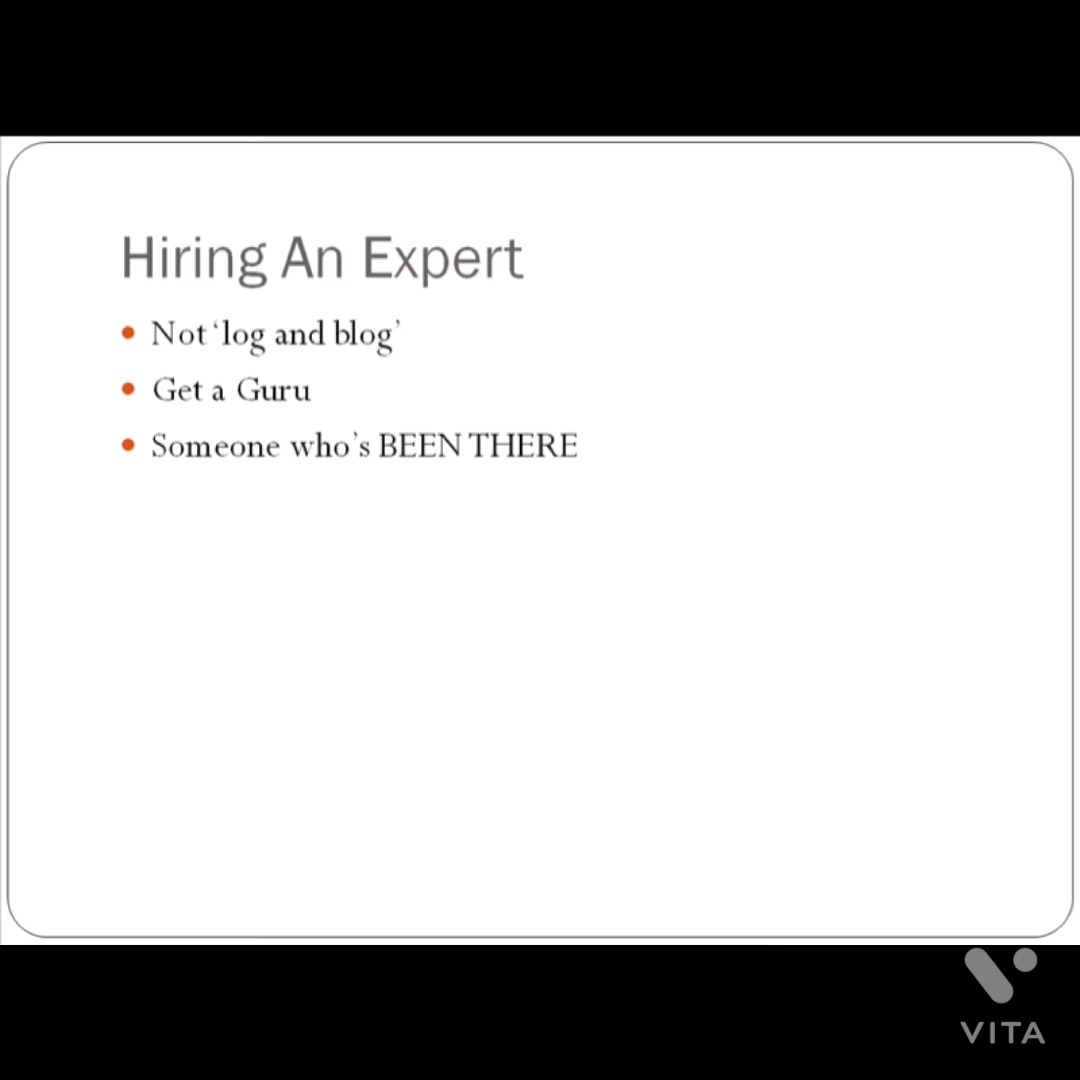 Hiring An Expert
Not ‘log and blog’
Get a Guru
Someone who’s BEEN THERE
VITA